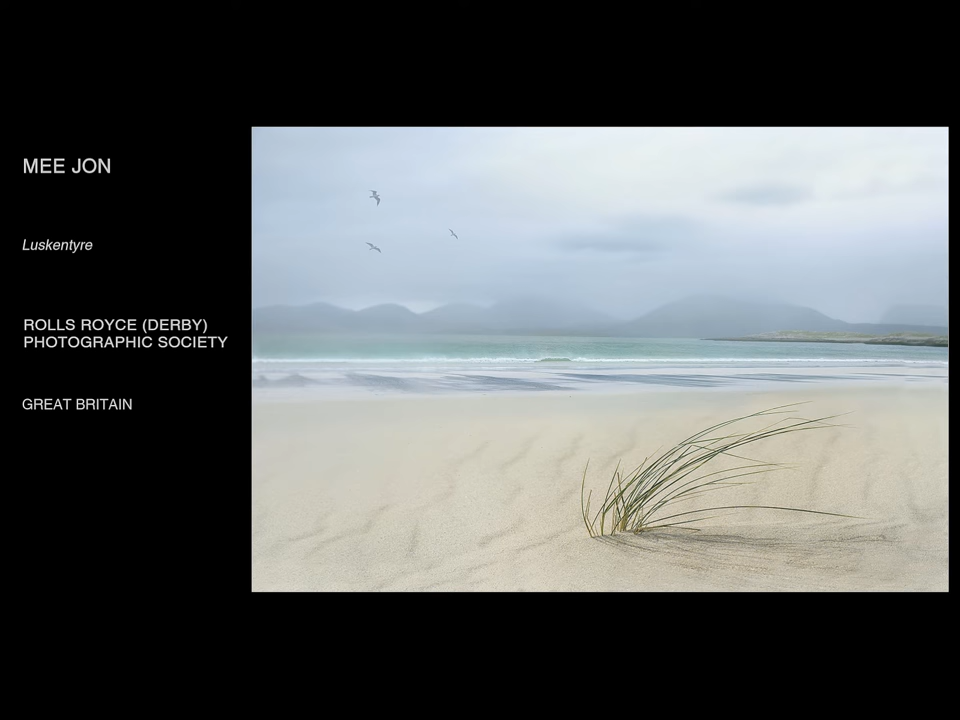 MEE JON
Luskentyre
ROLLS ROYCE (DERBY)
PHOTOGRAPHIC SOCIETY
GREAT BRITAIN